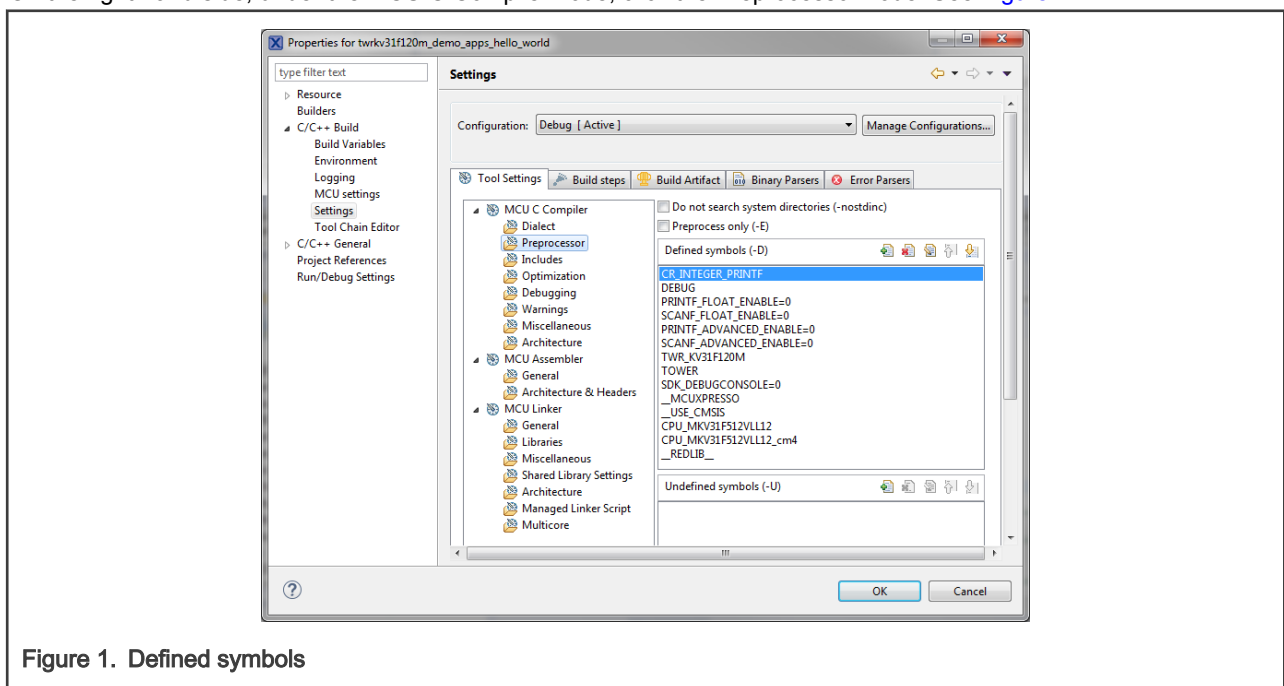 Properties for twrkv31f120m_demo_apps_hello_world
type filter text
Resource
Builders
C/C++ Build
Build Variables
Environment
Logging
MCU settings
Settings
Tool Chain Editor
C/C++ General
Project References
Run/Debug Settings
Settings
Configuration: Debug [ Active ]
Manage Configurations...
Tool Settings Build steps Build Artifact Binary Parsers Error Parsers
MCU C Compiler
Dialect
Preprocessor
Includes
Optimization
Debugging
Warnings
Miscellaneous
Architecture
MCU Assembler
General
Architecture & Headers
MCU Linker
General
Libraries
Miscellaneous
Shared Library Settings
Architecture
Managed Linker Script
Multicore
Do not search system directories (-nostdinc)
Preprocess only (-E)
Defined symbols (-D)
CR_INTEGER_PRINTF
DEBUG
PRINTF_FLOAT_ENABLE=0
SCANF_FLOAT_ENABLE=0
PRINTF_ADVANCED_ENABLE=0
SCANF_ADVANCED_ENABLE=0
TWR_KV31F120M
TOWER
SDK_DEBUGCONSOLE=0
__MCUXPRESSO
__USE_CMSIS
CPU_MKV31F512VLL12
CPU_MKV31F512VLL12_cm4
__REDLIB__
Undefined symbols (-U)
OK Cancel
Figure 1. Defined symbols